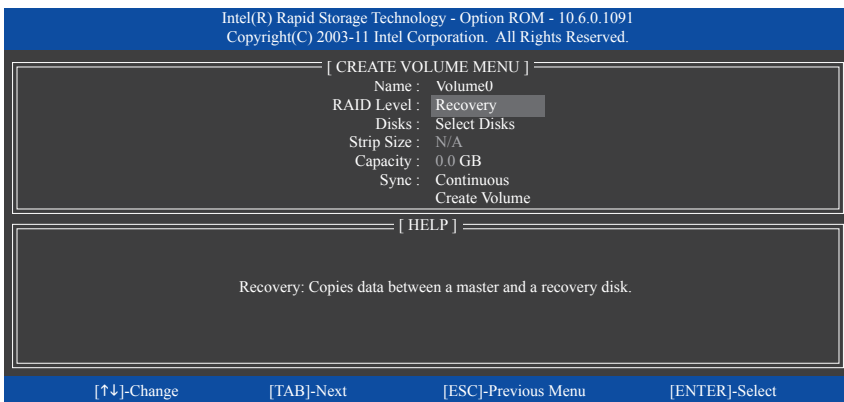 Intel(R) Rapid Storage Technology - Option ROM - 10.6.0.1091
Copyright(C) 2003-11 Intel Corporation. All Rights Reserved.
[ CREATE VOLUME MENU ]
Name : Volume0
RAID Level : Recovery
Disks : Select Disks
Strip Size : N/A
Capacity : 0.0 GB
Sync : Continuous
Create Volume
[ HELP ]
Recovery: Copies data between a master and a recovery disk.
[↑↓]-Change [TAB]-Next [ESC]-Previous Menu [ENTER]-Select